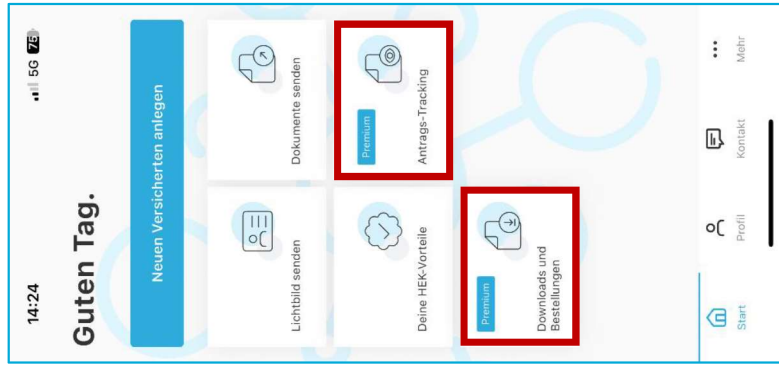 14:24
5G 75
Guten Tag.
Neuen Versicherten anlegen
Lichtbild senden
Dokumente senden
Deine HEK-Vorteile
Premium
Antrags-Tracking
Premium
Downloads und
Bestellungen
Start
Profil
Kontakt
Mehr